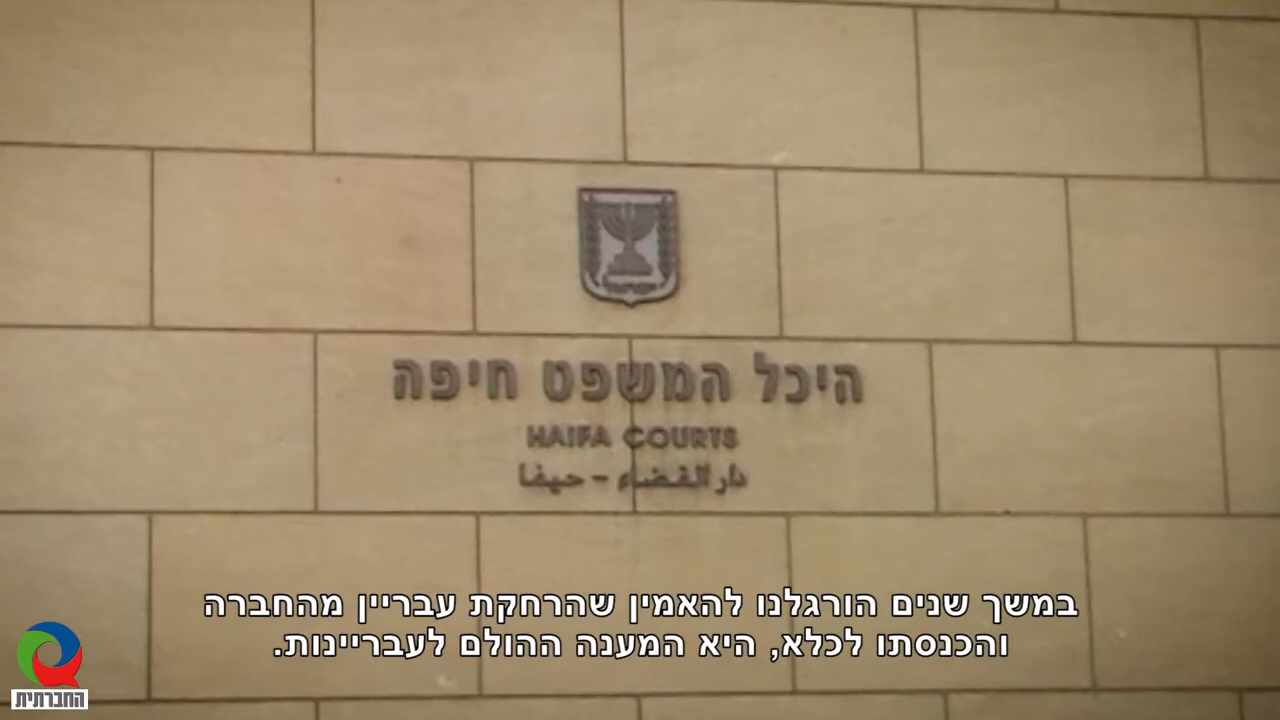 ישראל
היכל המשפט חיפה
HAIFA COURTS
دار القضاء - حيفا
במשך שנים הורגלנו להאמין שהרחקת עבריין מהחברה
והכנסתו לכלא, היא המענה ההולם לעבריינות.
החברתית